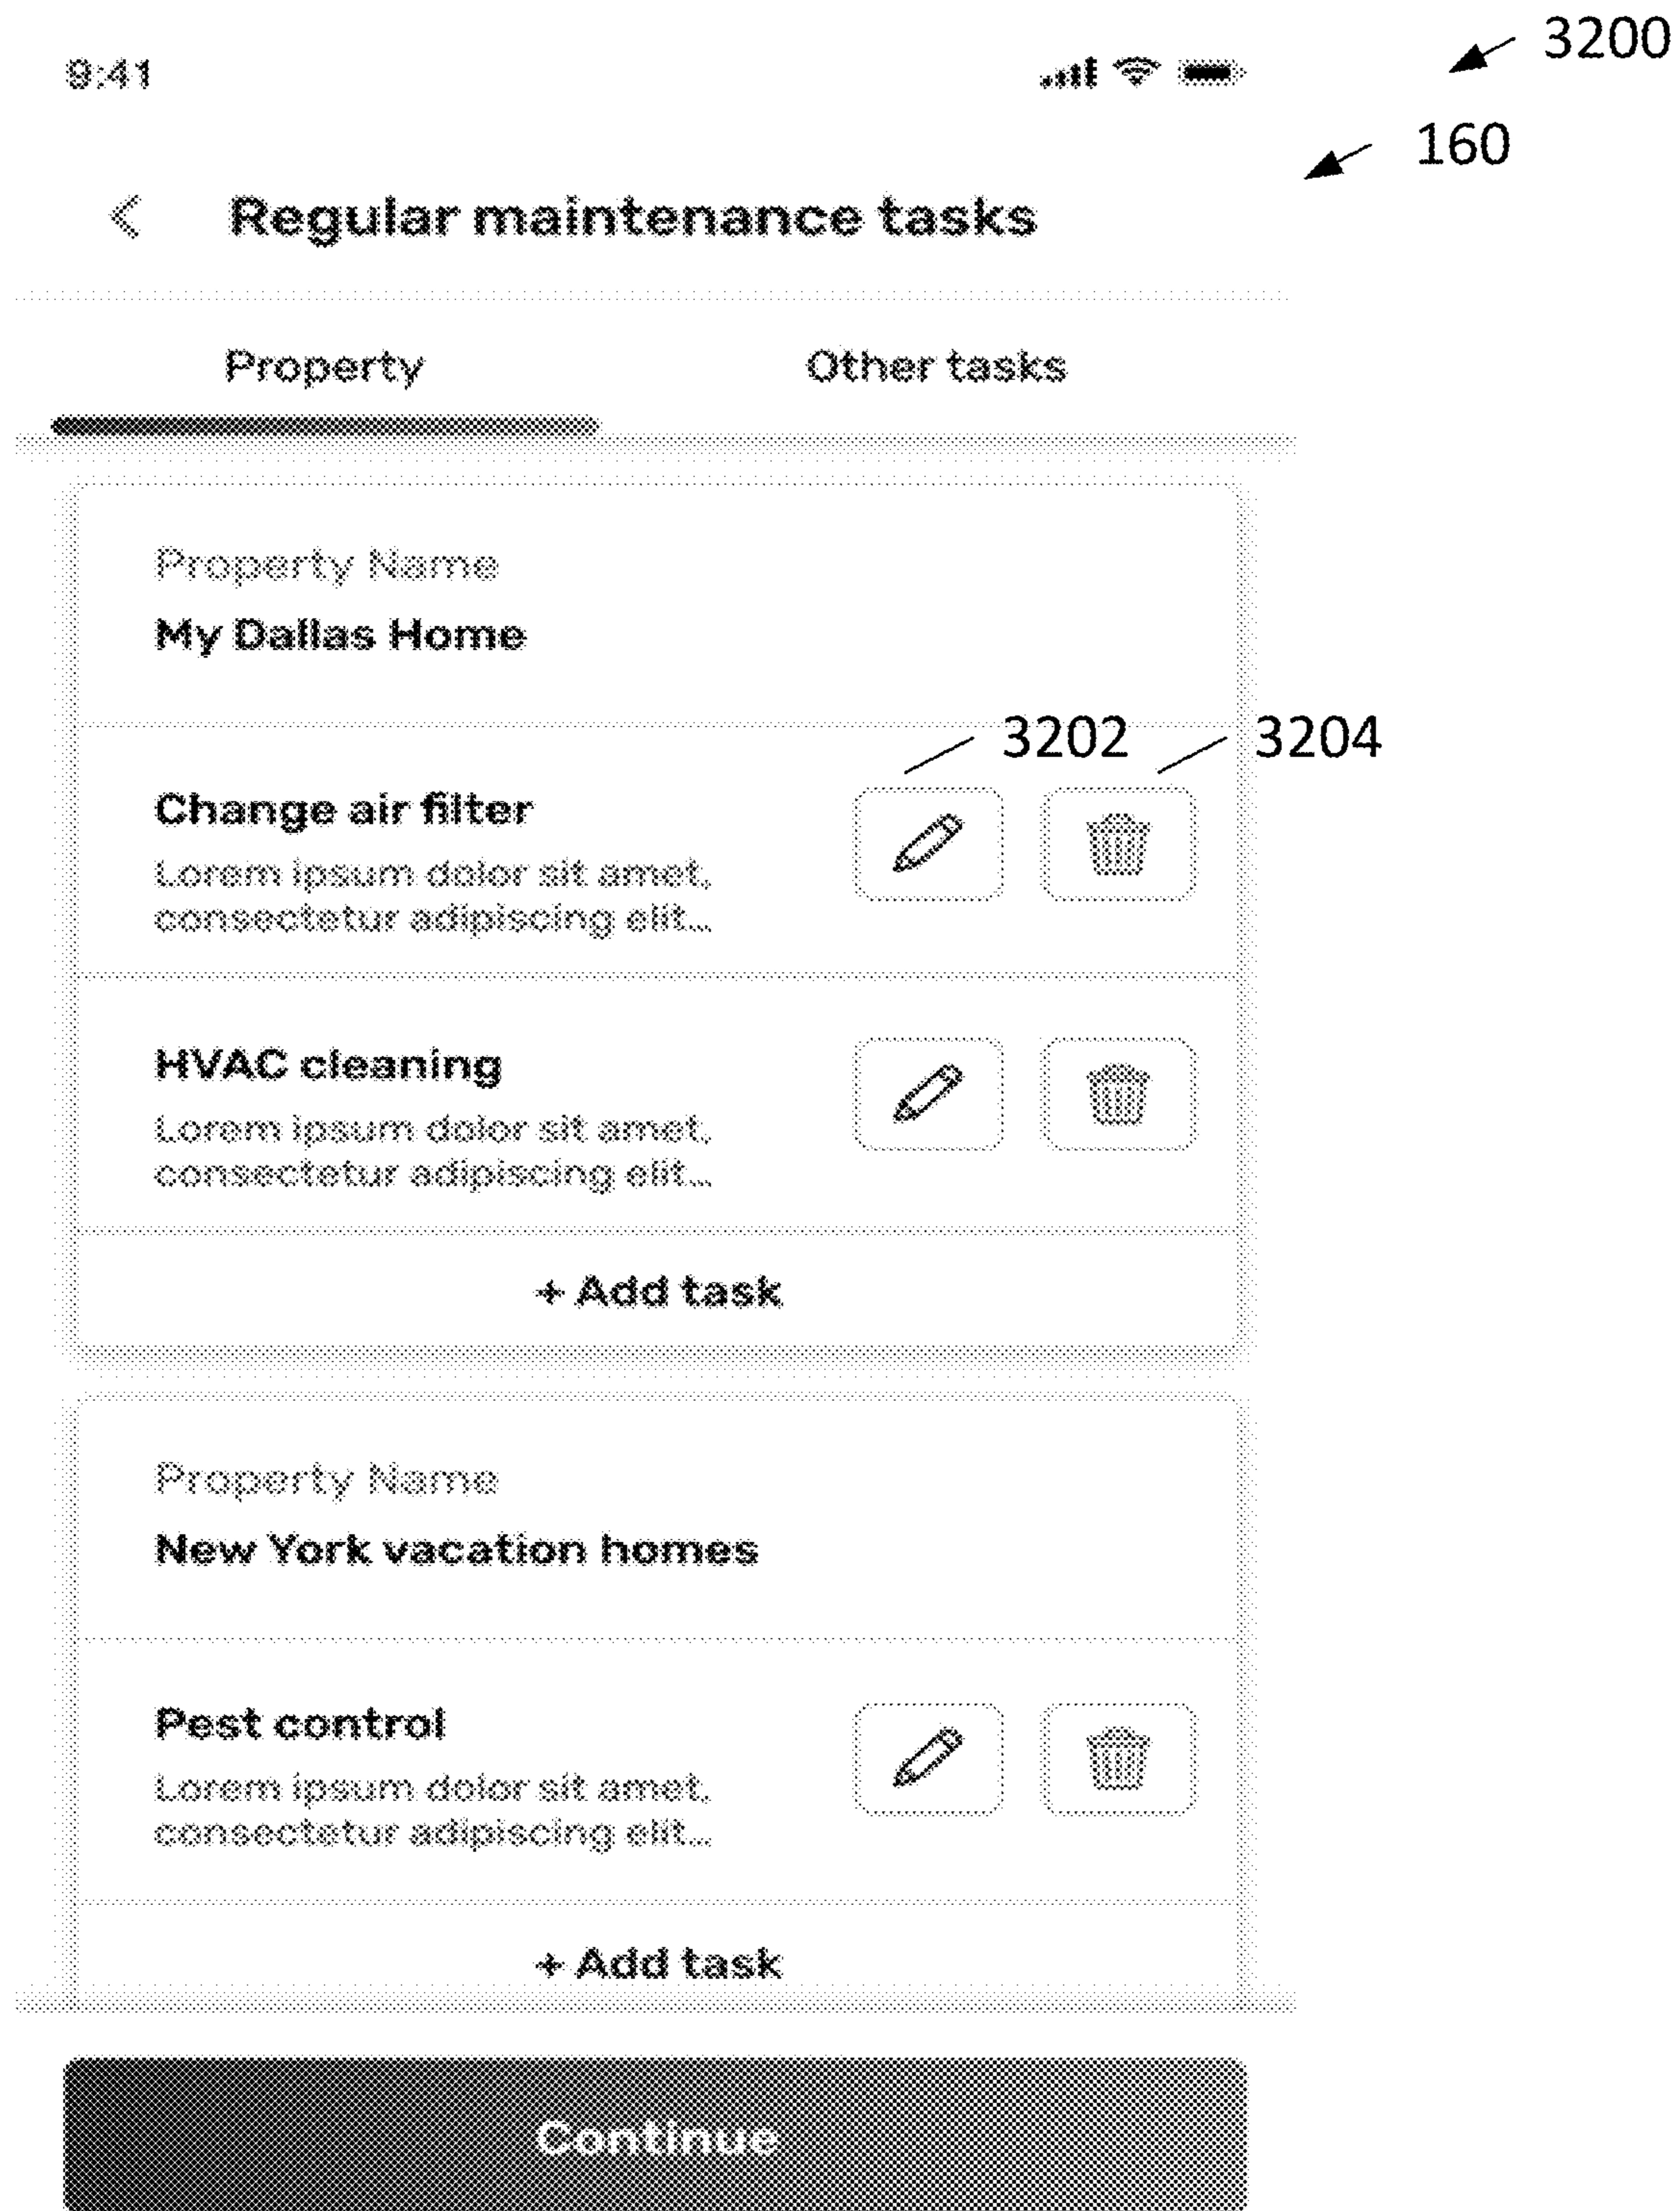 3200
9:41
160
< Regular maintenance tasks
Property Other tasks
Property Name
My Dallas Home
3202 3204
Change air filter
Lorem ipsum dolor sit amet,
consectetur adipiscing elit...
HVAC cleaning
Lorem ipsum dolor sit amet,
consectetur adipiscing elit...
+ Add task
Property Name
New York vacation homes
Pest control
Lorem ipsum dolor sit amet,
consectetur adipiscing elit...
+ Add task
Continue